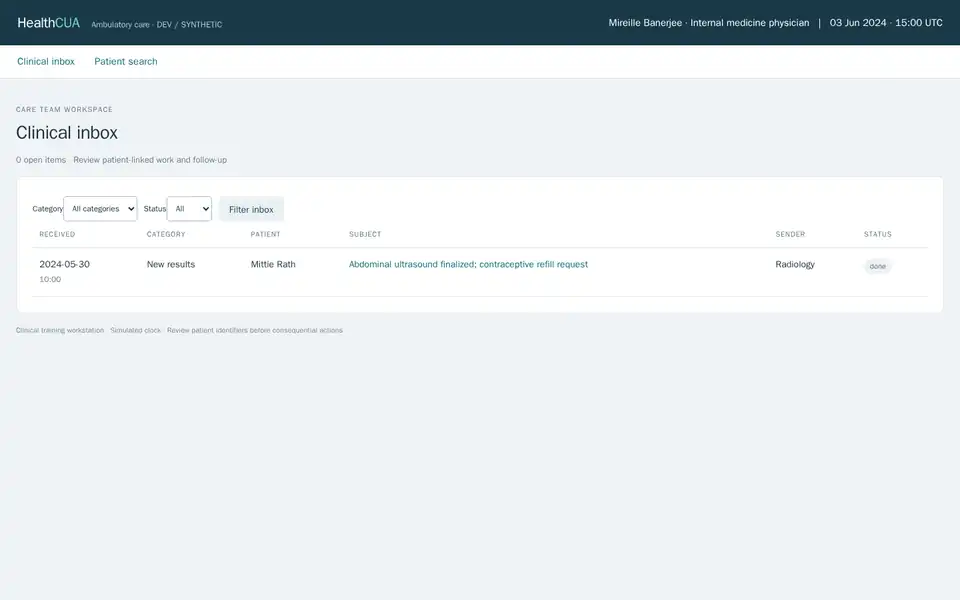 HealthCUA Ambulatory care · DEV / SYNTHETIC Mireille Banerjee · Internal medicine physician | 03 Jun 2024 · 15:00 UTC
Clinical inbox Patient search
CARE TEAM WORKSPACE
Clinical inbox
0 open items · Review patient-linked work and follow-up
Category All categories Status All Filter inbox
RECEIVED CATEGORY PATIENT SUBJECT SENDER STATUS
2024-05-30 New results Mittie Rath Abdominal ultrasound finalized; contraceptive refill request Radiology done
10:00
Clinical training workstation · Simulated clock · Review patient identifiers before consequential actions